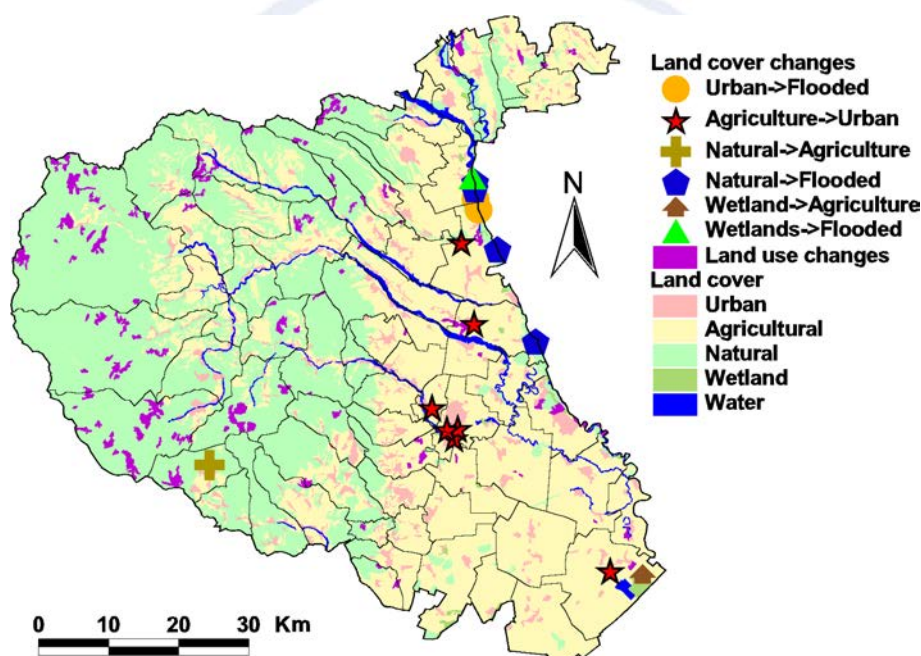 Land cover changes
Urban->Flooded
Agriculture->Urban
Natural->Agriculture
Natural->Flooded
Wetland->Agriculture
Wetlands->Flooded
Land use changes
Land cover
Urban
Agricultural
Natural
Wetland
Water
N
0 10 20 30 Km